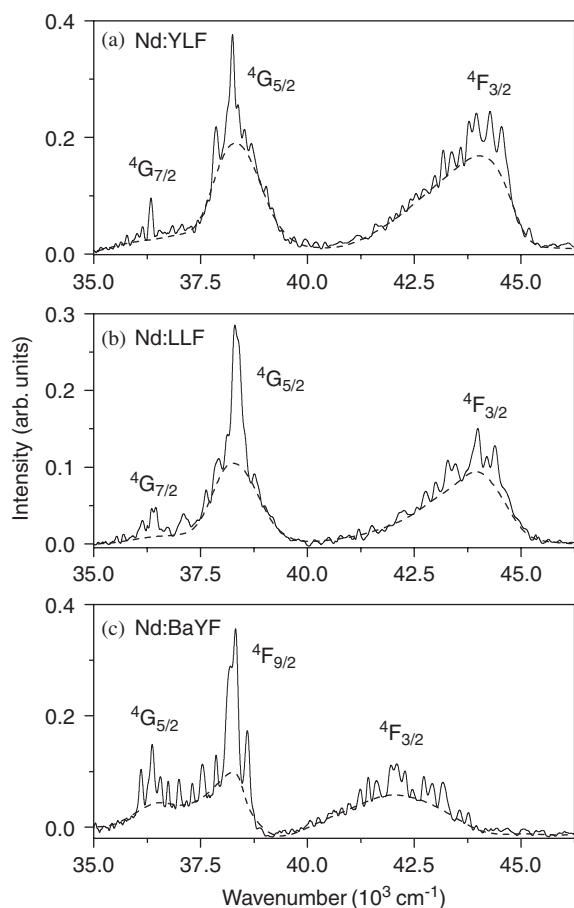 (a) Nd:YLF
⁴G₇/₂
⁴G₅/₂
⁴F₃/₂
0.4
0.2
0.0
35.0 37.5 40.0 42.5 45.0
(b) Nd:LLF
⁴G₇/₂
⁴G₅/₂
⁴F₃/₂
0.3
0.2
0.1
0.0
35.0 37.5 40.0 42.5 45.0
Intensity (arb. units)
(c) Nd:BaYF
⁴G₅/₂
⁴F₉/₂
⁴F₃/₂
0.4
0.2
0.0
35.0 37.5 40.0 42.5 45.0
Wavenumber (10³ cm⁻¹)